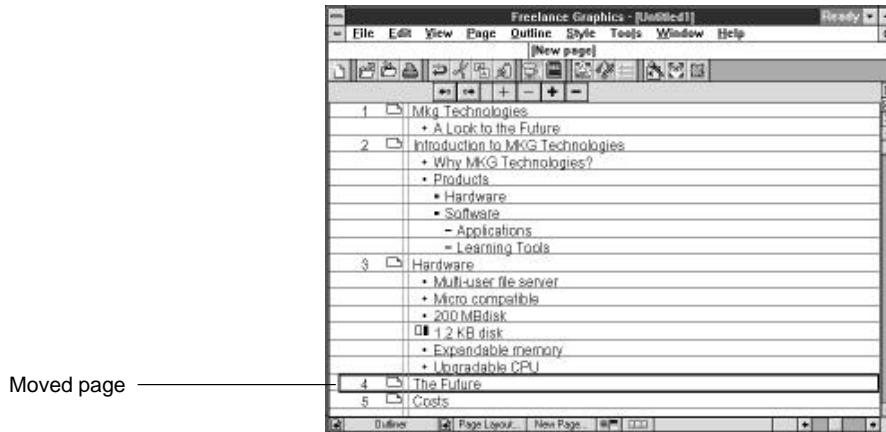 Freelance Graphics - [Untitled1]
Ready
File Edit View Page Outline Style Tools Window Help
[New page]
1 Mkg Technologies
• A Look to the Future
2 Introduction to MKG Technologies
• Why MKG Technologies?
• Products
• Hardware
• Software
– Applications
– Learning Tools
3 Hardware
• Multi-user file server
• Micro compatible
• 200 MBdisk
1.2 KB disk
• Expandable memory
• Upgradable CPU
Moved page
4 The Future
5 Costs
Outliner Page Layout... New Page...